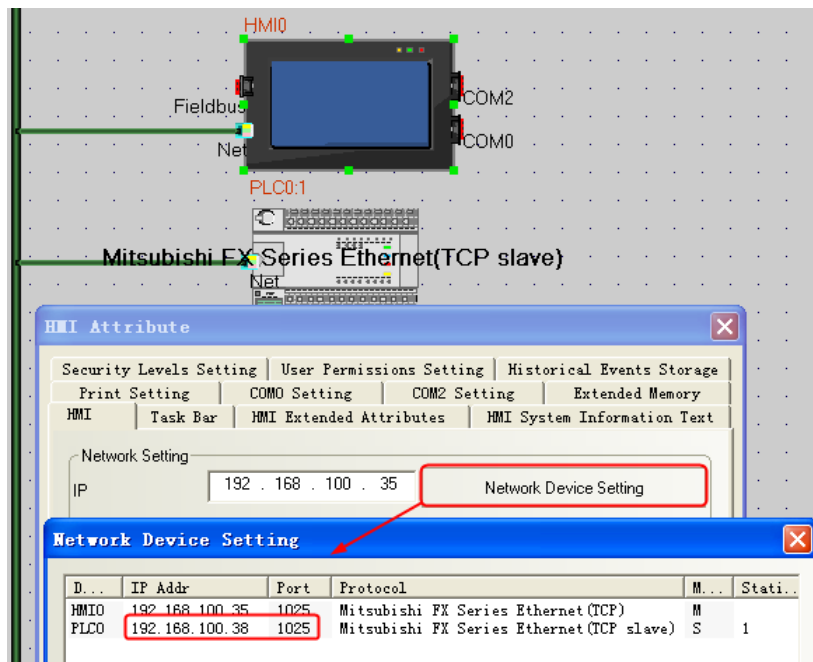 HMI0
Fieldbus
COM2
Net
COM0
PLC0:1
Mitsubishi FX Series Ethernet(TCP slave)
Net
HMI Attribute
Security Levels Setting User Permissions Setting Historical Events Storage
Print Setting COM0 Setting COM2 Setting Extended Memory
HMI Task Bar HMI Extended Attributes HMI System Information Text
Network Setting
IP 192 . 168 . 100 . 35 Network Device Setting
Network Device Setting
D... IP Addr Port Protocol M... Stati..
HMI0 192.168.100.35 1025 Mitsubishi FX Series Ethernet(TCP) M
PLC0 192.168.100.38 1025 Mitsubishi FX Series Ethernet(TCP slave) S 1